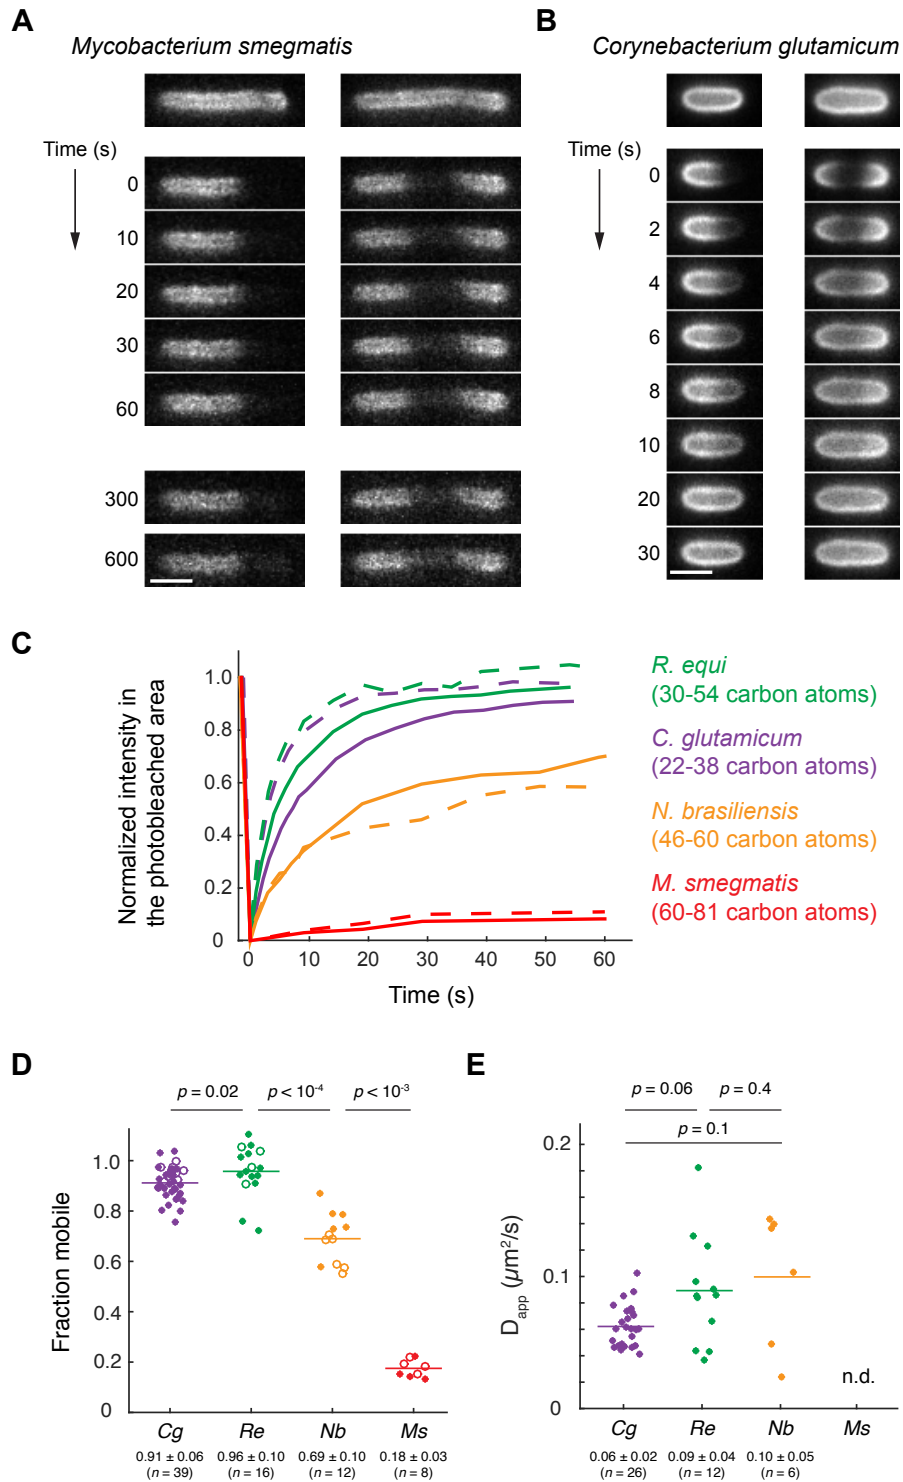 A
B
Mycobacterium smegmatis
Corynebacterium glutamicum
Time (s)
0
10
20
30
60
300
600
Time (s)
0
2
4
6
8
10
20
30
C
Normalized intensity in
the photobleached area
1.0
0.8
0.6
0.4
0.2
0
0 10 20 30 40 50 60
Time (s)
R. equi
(30-54 carbon atoms)
C. glutamicum
(22-38 carbon atoms)
N. brasiliensis
(46-60 carbon atoms)
M. smegmatis
(60-81 carbon atoms)
D
p = 0.02 p < 10⁻⁴ p < 10⁻³
Fraction mobile
1.0
0.8
0.6
0.4
0.2
0
Cg Re Nb Ms
0.91 ± 0.06 0.96 ± 0.10 0.69 ± 0.10 0.18 ± 0.03
(n = 39) (n = 16) (n = 12) (n = 8)
E
p = 0.06 p = 0.4
p = 0.1
D_app (µm²/s)
0.2
0.1
0
n.d.
Cg Re Nb Ms
0.06 ± 0.02 0.09 ± 0.04 0.10 ± 0.05
(n = 26) (n = 12) (n = 6)